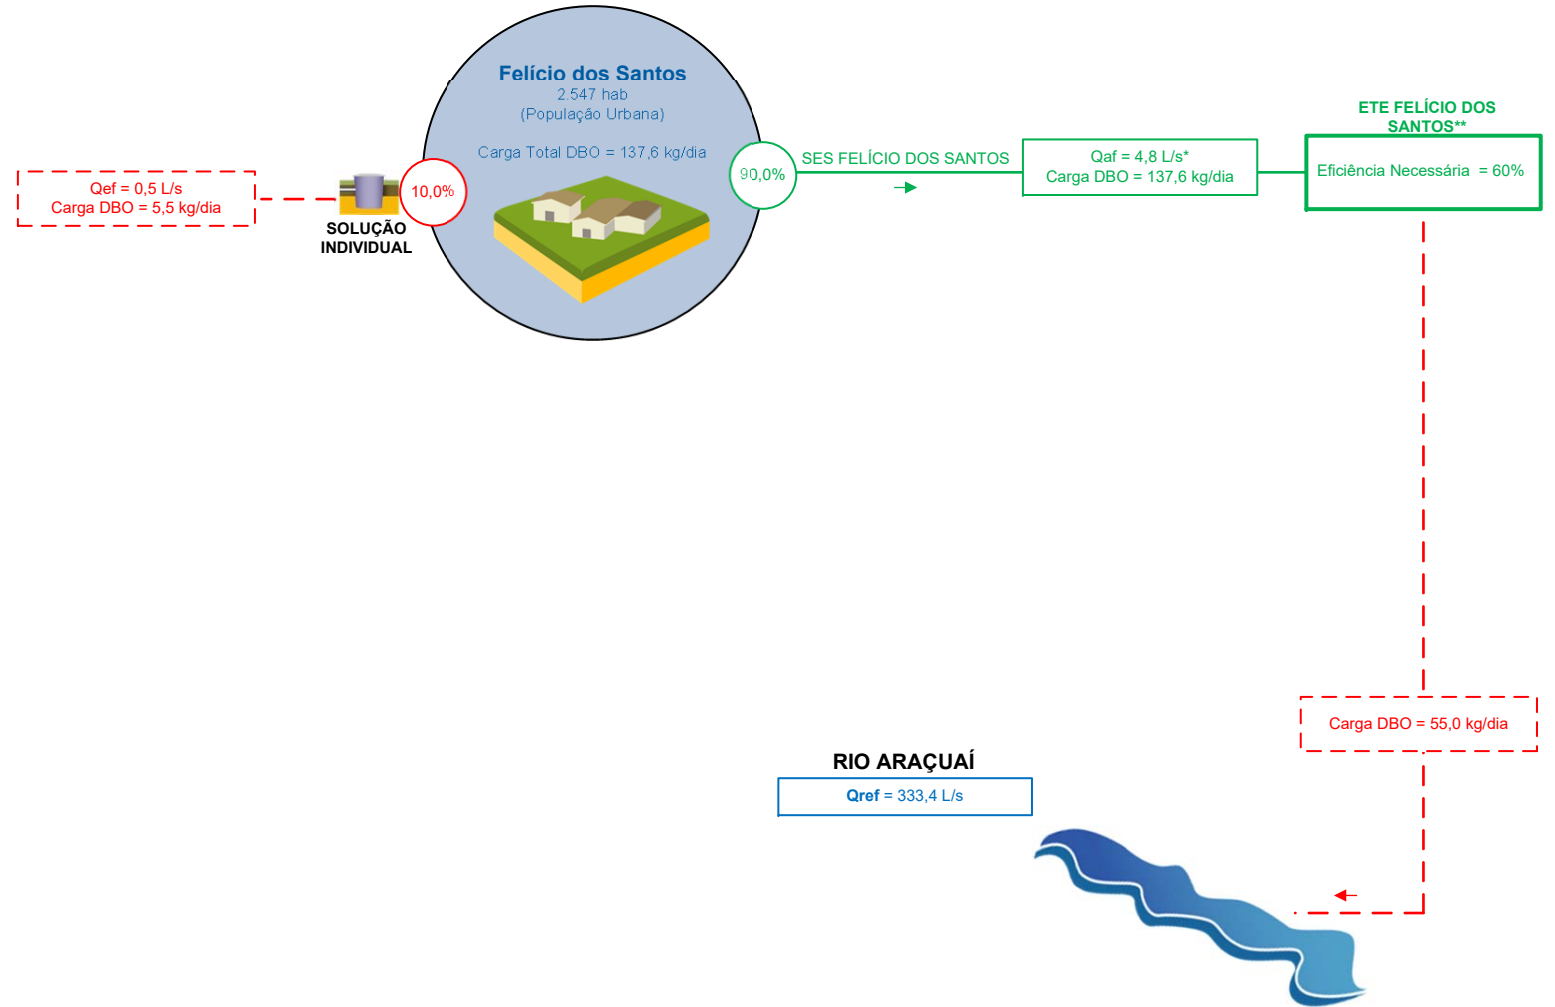 Felício dos Santos
2.547 hab
(População Urbana)
Carga Total DBO = 137,6 kg/dia
Qef = 0,5 L/s
Carga DBO = 5,5 kg/dia
SOLUÇÃO
INDIVIDUAL
10,0%
90,0%
SES FELÍCIO DOS SANTOS
Qaf = 4,8 L/s*
Carga DBO = 137,6 kg/dia
ETE FELÍCIO DOS
SANTOS**
Eficiência Necessária = 60%
Carga DBO = 55,0 kg/dia
RIO ARAÇUAÍ
Qref = 333,4 L/s